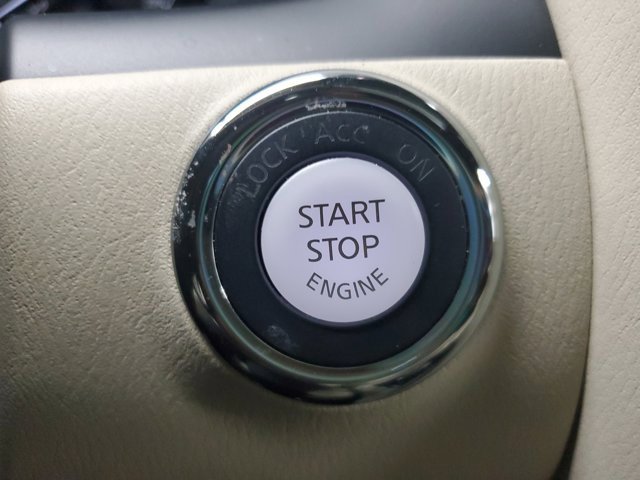 LOCK ACC ON
START
STOP
ENGINE